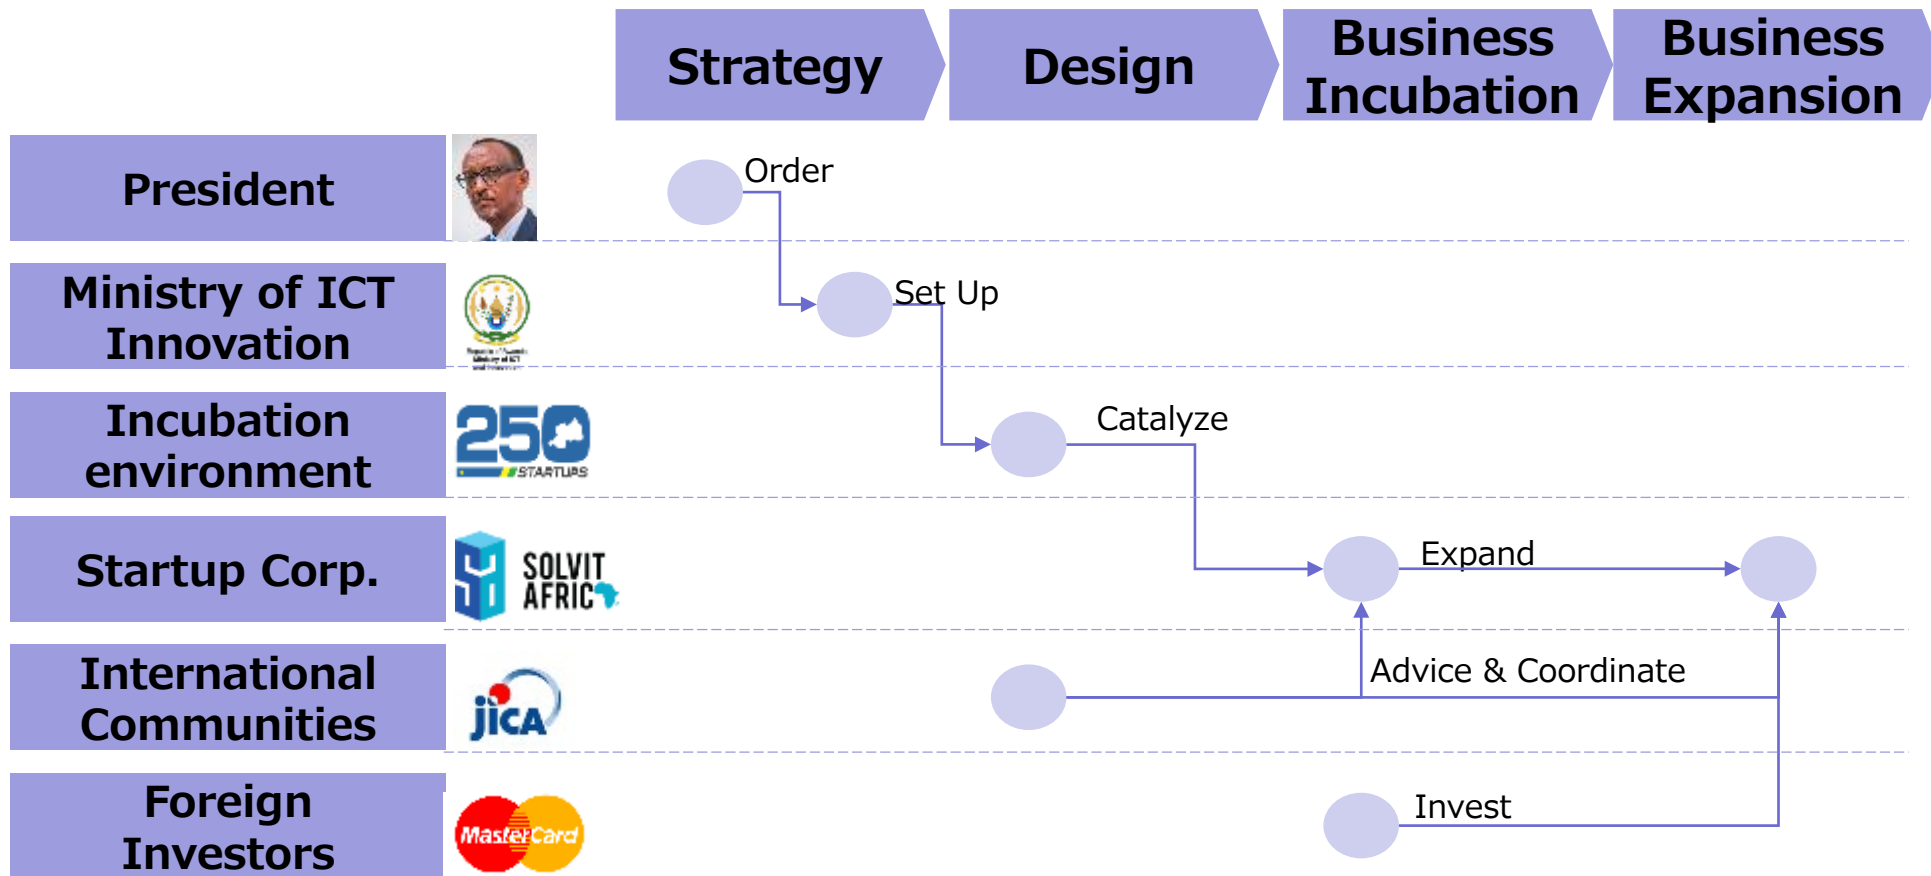 Strategy
Design
Business
Incubation
Business
Expansion
President
Order
Ministry of ICT
Innovation
Set Up
Incubation
environment
250
STARTUPS
Catalyze
Startup Corp.
SOLVIT
AFRIC
Expand
International
Communities
jICA
Advice & Coordinate
Foreign
Investors
MasterCard
Invest